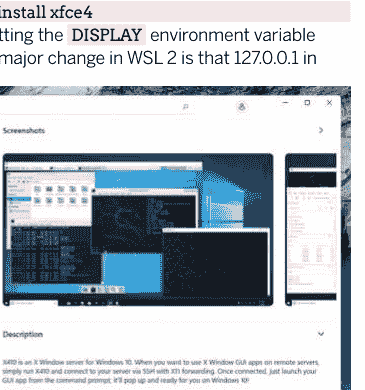 install xfce4
tting the DISPLAY environment variable
major change in WSL 2 is that 127.0.0.1 in
Screenshots
Description
X410 is an X Window server for Windows 10. When you want to use X Window GUI apps on remote servers,
simply run X410 and connect to your server via SSH with X11 forwarding. Once connected, just launch your
GUI app from the command prompt; it'll pop up and ready for you on Windows 10!